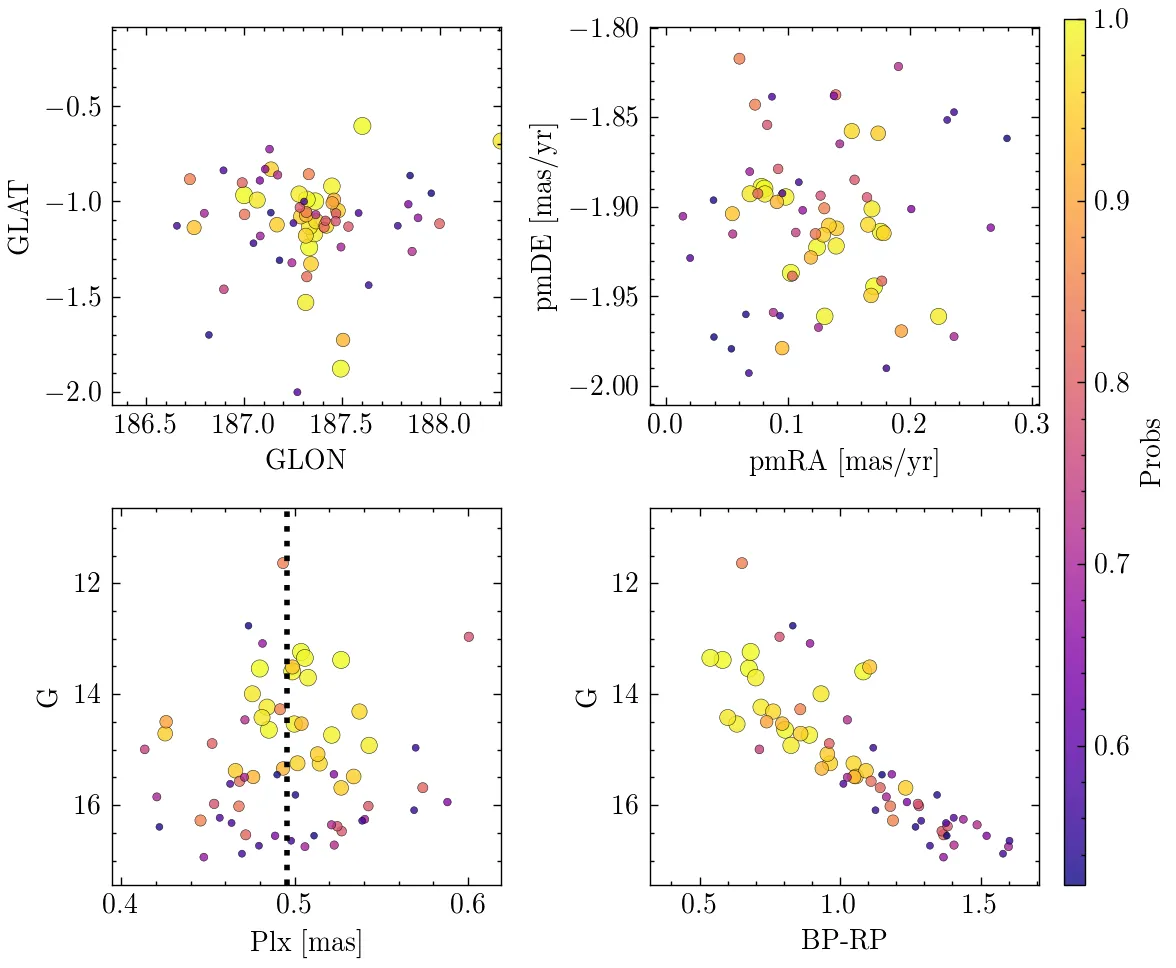 −0.5
−1.0
−1.5
−2.0
GLAT
186.5 187.0 187.5 188.0
GLON
−1.80
−1.85
−1.90
−1.95
−2.00
pmDE [mas/yr]
0.0 0.1 0.2 0.3
pmRA [mas/yr]
12
14
16
G
0.4 0.5 0.6
Plx [mas]
12
14
16
G
0.5 1.0 1.5
BP-RP
1.0
0.9
0.8
0.7
0.6
Probs